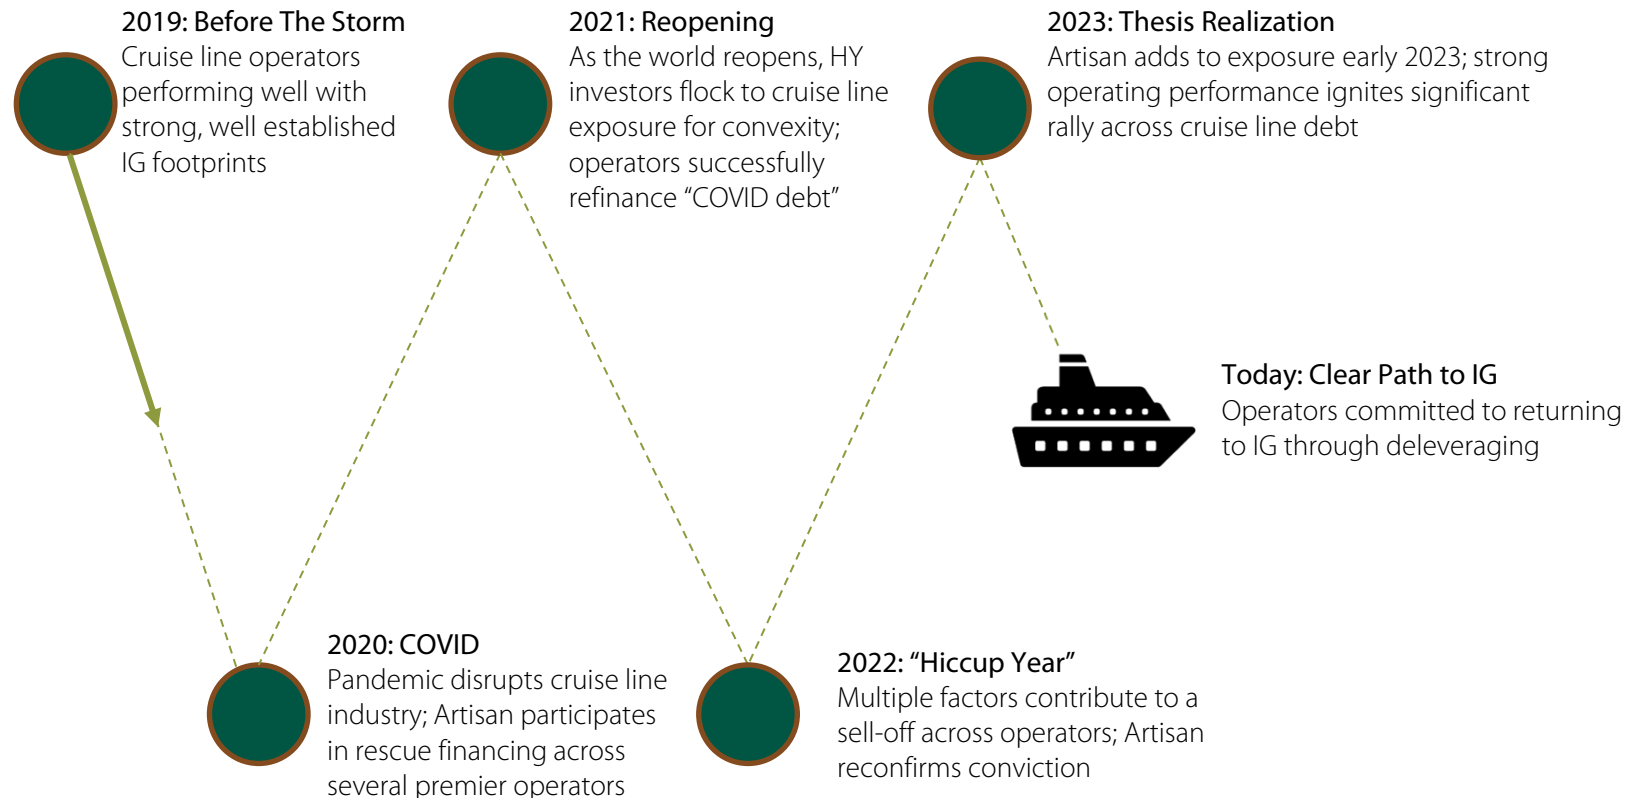 2019: Before The Storm
Cruise line operators
performing well with
strong, well established
IG footprints
2020: COVID
Pandemic disrupts cruise line
industry; Artisan participates
in rescue financing across
several premier operators
2021: Reopening
As the world reopens, HY
investors flock to cruise line
exposure for convexity;
operators successfully
refinance “COVID debt”
2022: “Hiccup Year”
Multiple factors contribute to a
sell-off across operators; Artisan
reconfirms conviction
2023: Thesis Realization
Artisan adds to exposure early 2023; strong
operating performance ignites significant
rally across cruise line debt
Today: Clear Path to IG
Operators committed to returning
to IG through deleveraging